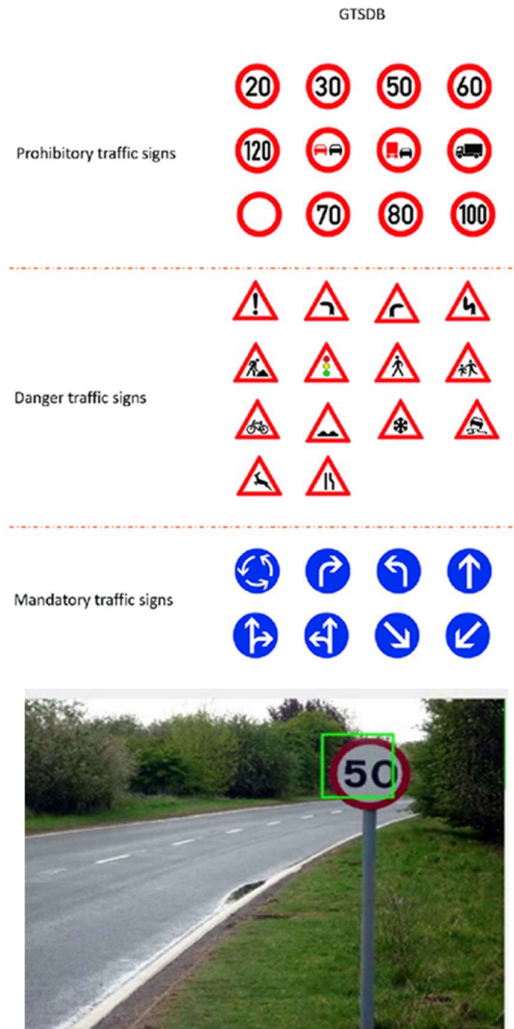 GTSDB
20 30 50 60
Prohibitory traffic signs
120
70 80 100
Danger traffic signs
!
Mandatory traffic signs
50